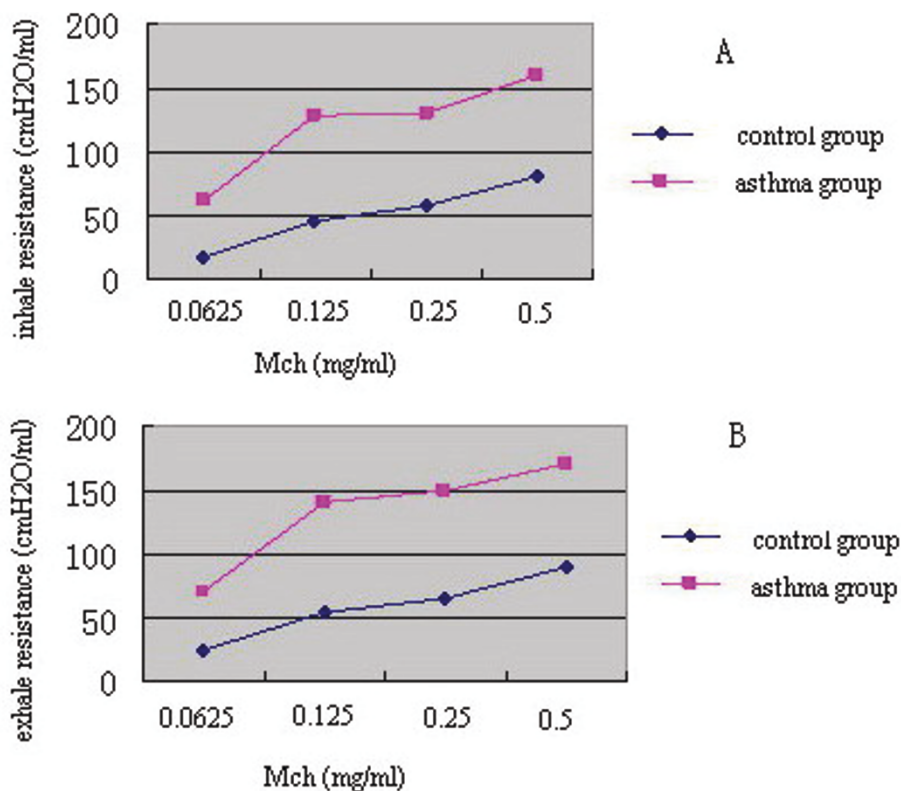 A
inhale resistance (cmH2O/ml)
200
150
100
50
0
0.0625 0.125 0.25 0.5
Mch (mg/ml)
control group
asthma group
B
exhale resistance (cmH2O/ml)
200
150
100
50
0
0.0625 0.125 0.25 0.5
Mch (mg/ml)
control group
asthma group